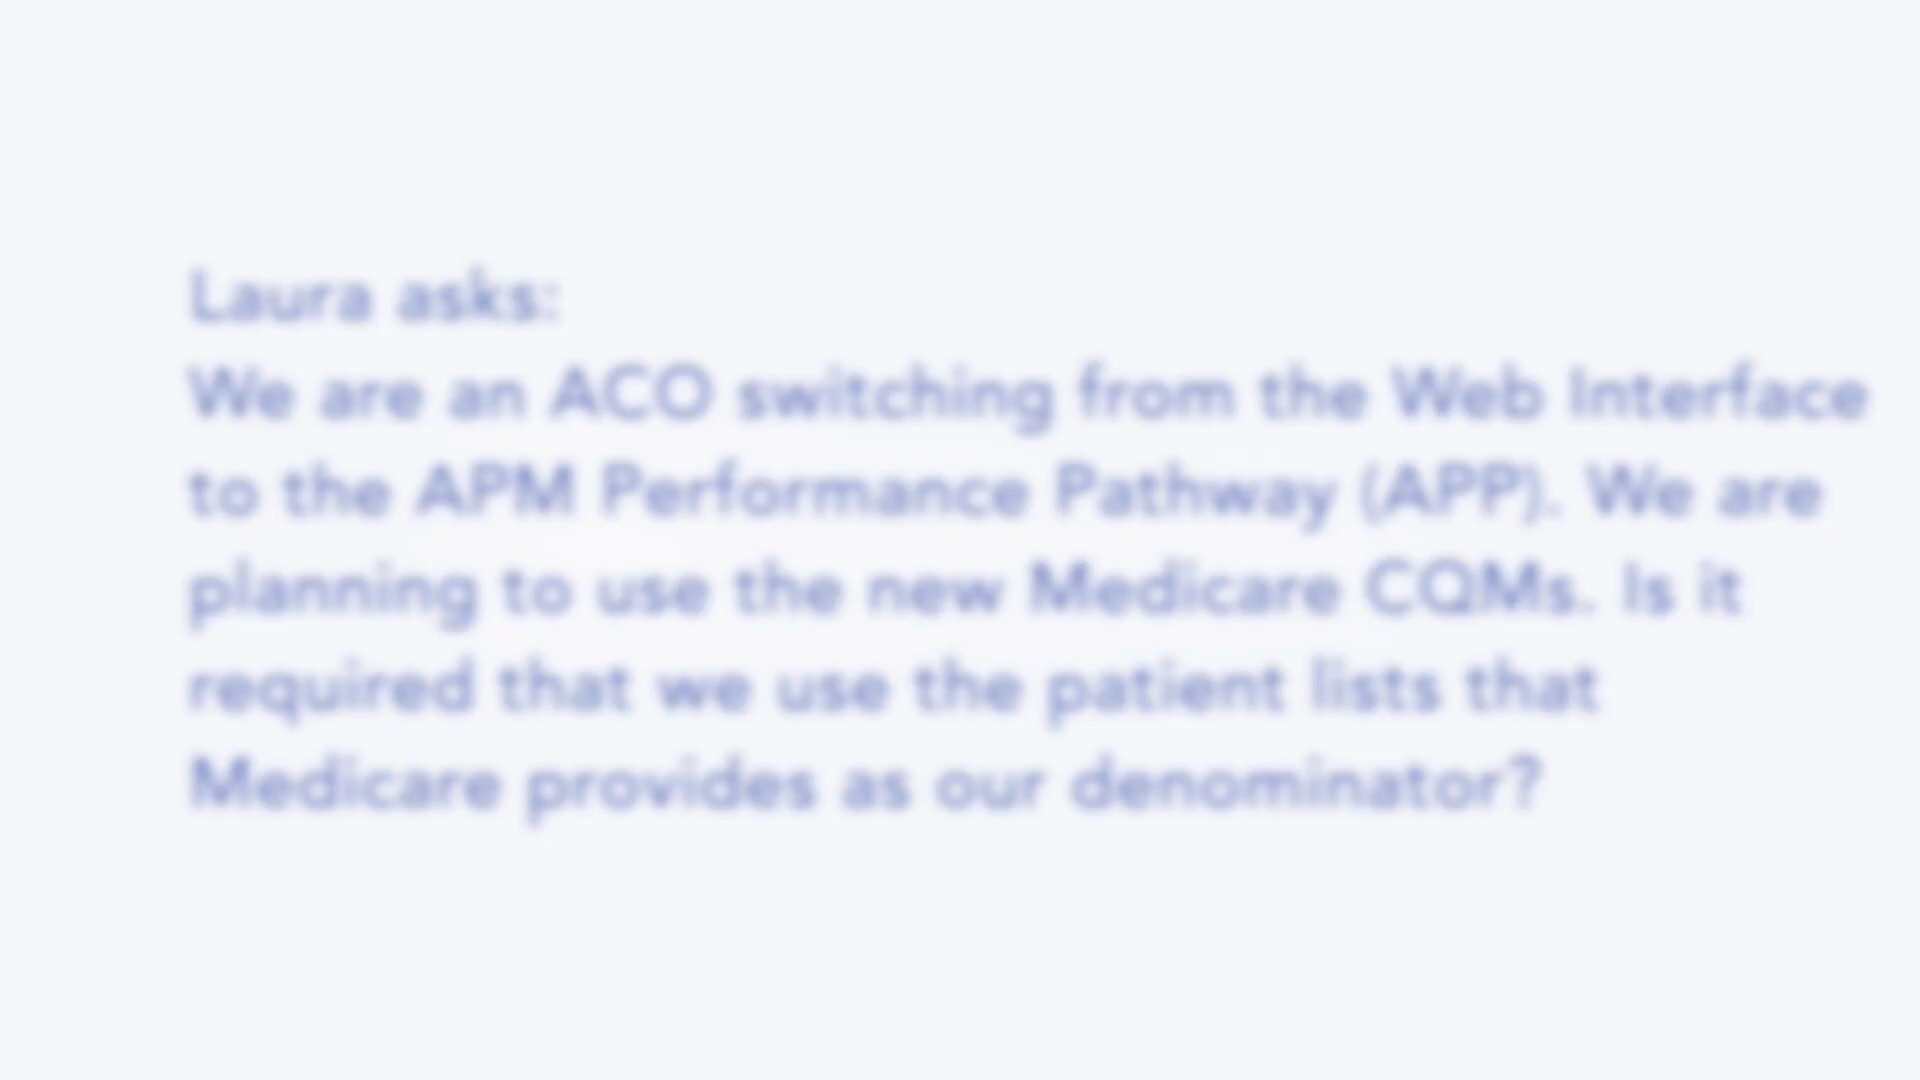 Laura asks:
We are an ACO switching from the Web Interface
to the APM Performance Pathway (APP). We are
planning to use the new Medicare CQMs. Is it
required that we use the patient lists that
Medicare provides as our denominator?